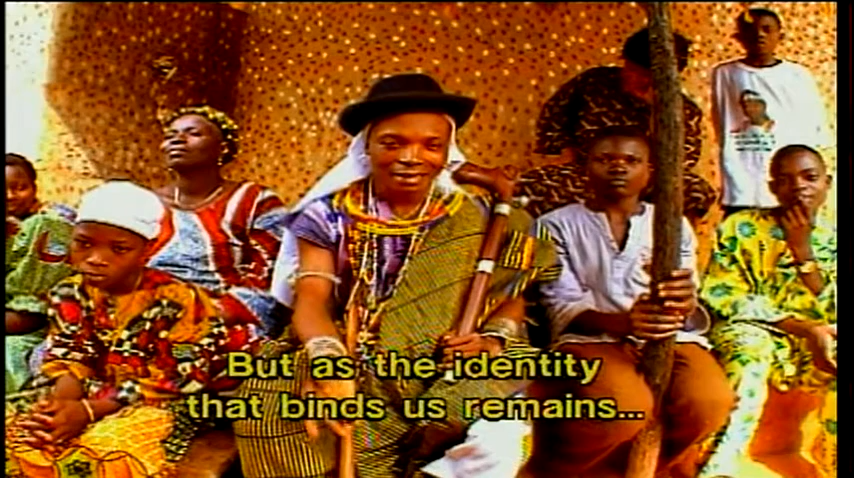 But as the identity
that binds us remains...